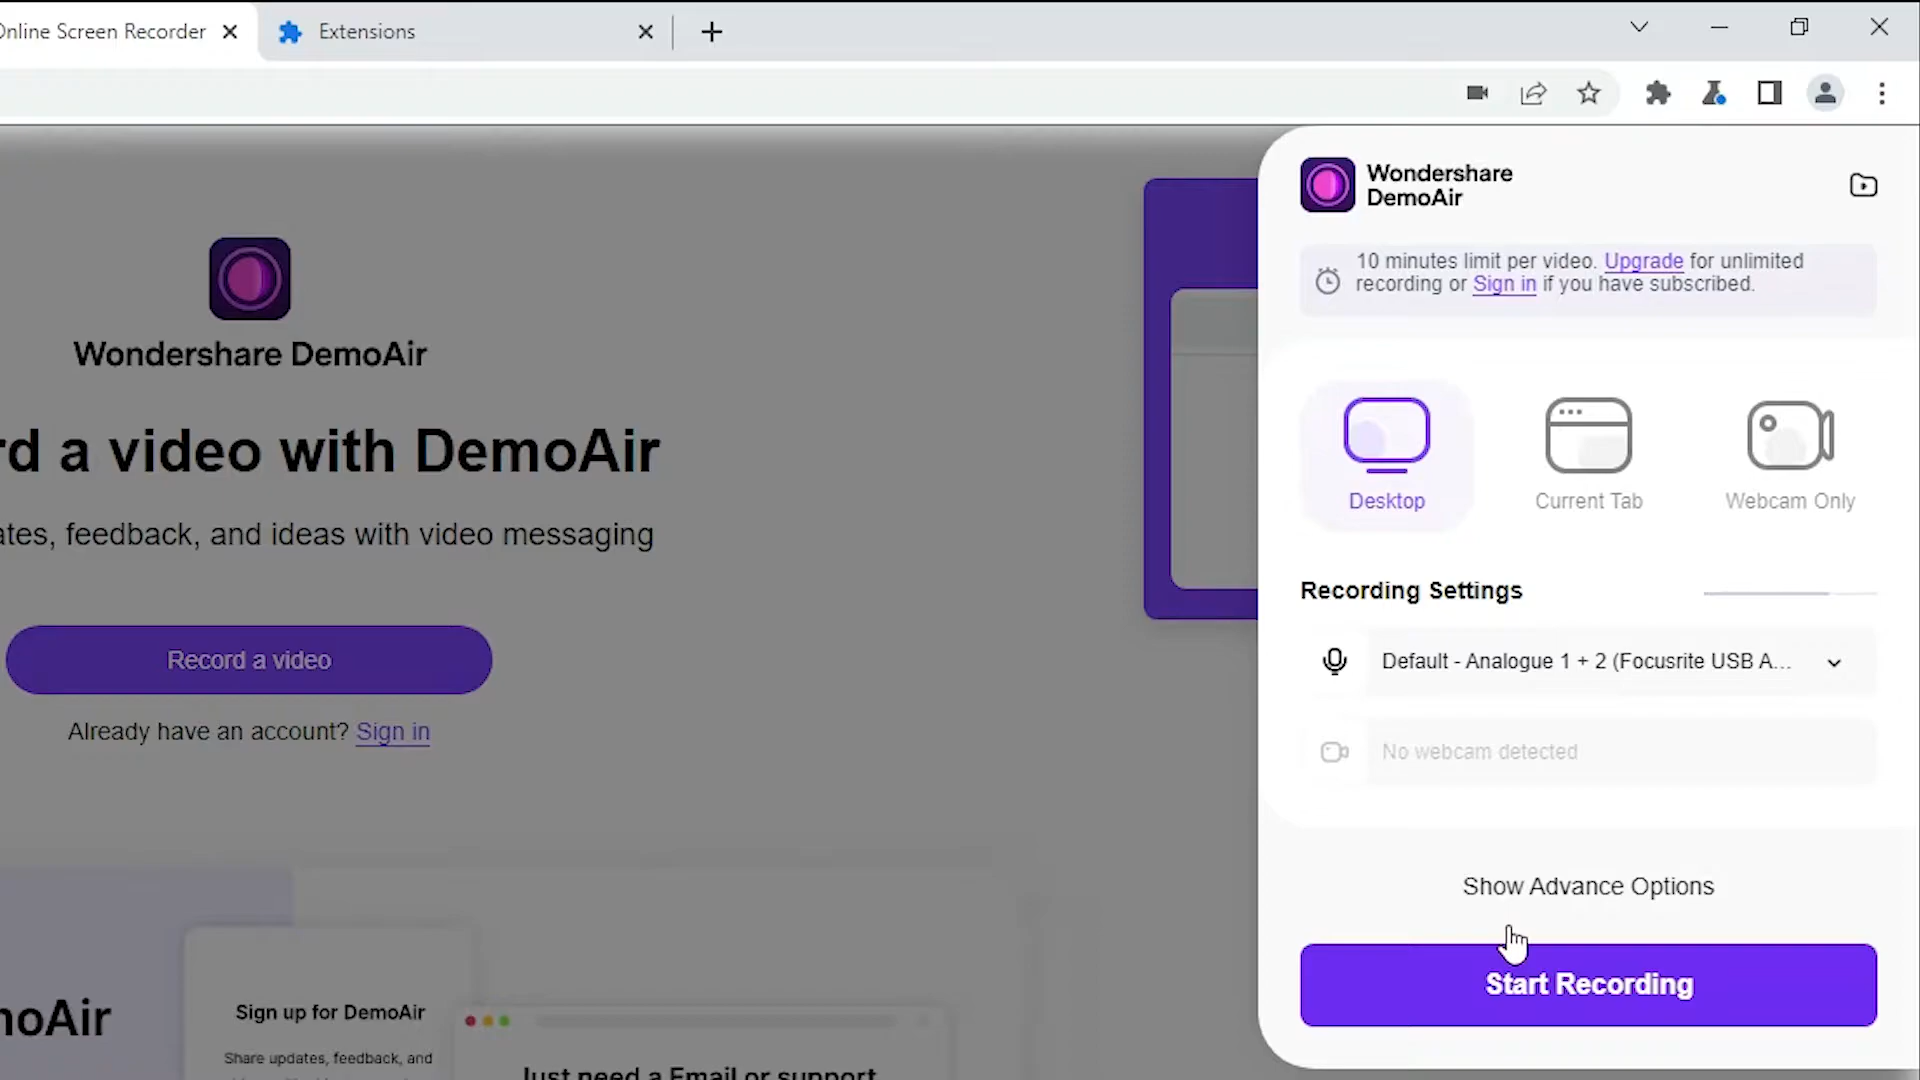 Online Screen Recorder
Extensions
Wondershare
DemoAir
10 minutes limit per video. Upgrade for unlimited
recording or Sign in if you have subscribed.
Wondershare DemoAir
rd a video with DemoAir
ates, feedback, and ideas with video messaging
Record a video
Already have an account? Sign in
Desktop
Current Tab
Webcam Only
Recording Settings
Default - Analogue 1 + 2 (Focusrite USB A...
No webcam detected
Show Advance Options
Start Recording
noAir
Sign up for DemoAir
Share updates, feedback, and
Just need a Email or support